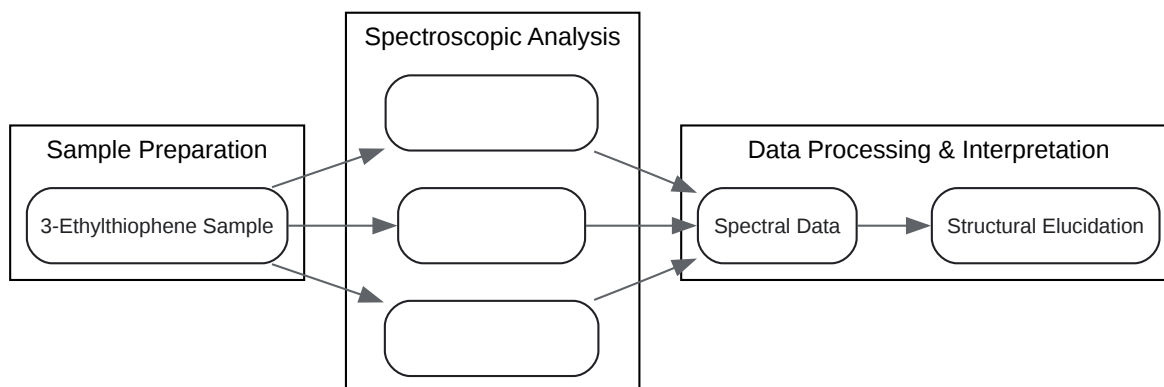 Spectroscopic Analysis
Sample Preparation
3-Ethylthiophene Sample
Data Processing & Interpretation
Spectral Data
Structural Elucidation